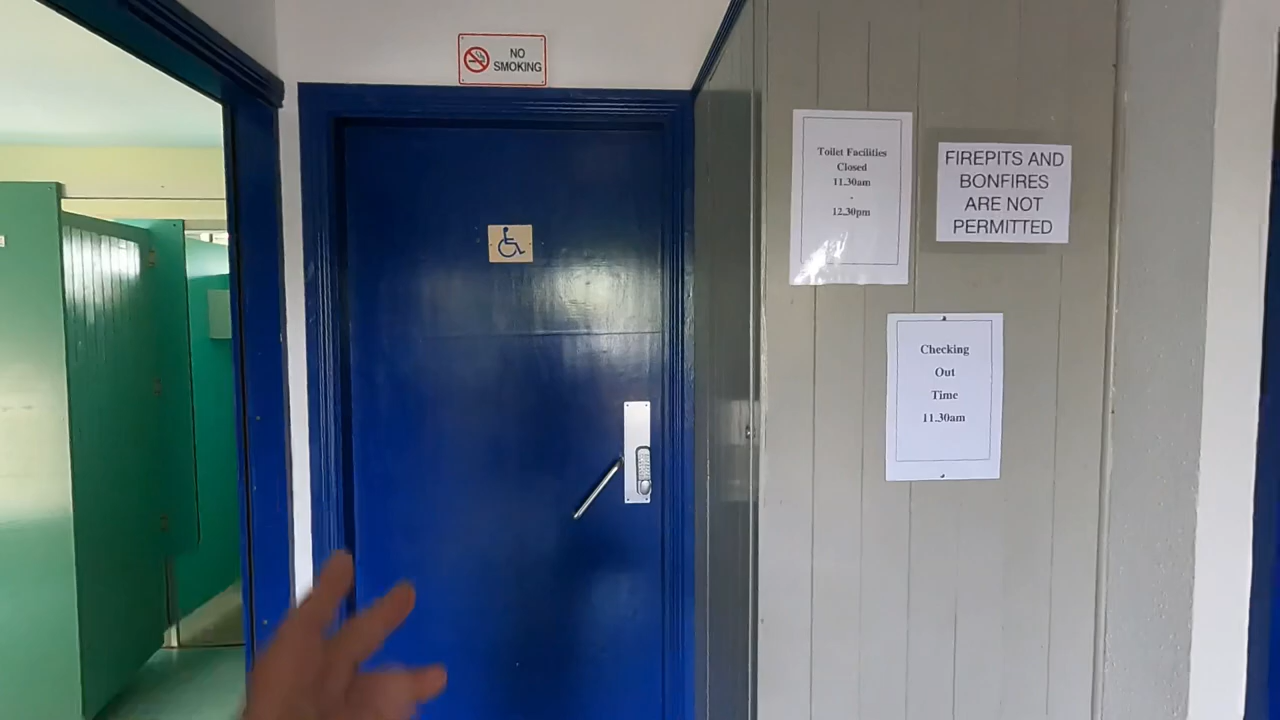 NO
SMOKING
Toilet Facilities
Closed
11.30am
-
12.30pm
FIREPITS AND
BONFIRES
ARE NOT
PERMITTED
Checking
Out
Time
11.30am